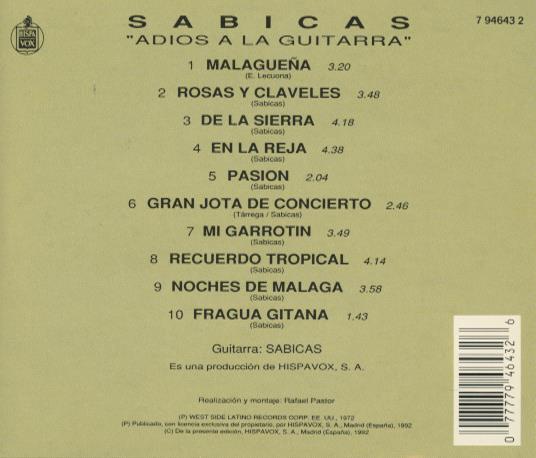 HISPA
VOX
SABICAS
7 94643 2
"ADIOS A LA GUITARRA"
1 MALAGUEÑA 3.20
(E. Lecuona)
2 ROSAS Y CLAVELES 3.48
(Sabicas)
3 DE LA SIERRA 4.18
(Sabicas)
4 EN LA REJA 4.38
(Sabicas)
5 PASION 2.04
(Sabicas)
6 GRAN JOTA DE CONCIERTO 2.46
(Tárrega / Sabicas)
7 MI GARROTIN 3.49
(Sabicas)
8 RECUERDO TROPICAL 4.14
(Sabicas)
9 NOCHES DE MALAGA 3.58
(Sabicas)
10 FRAGUA GITANA 1.43
(Sabicas)
Guitarra: SABICAS
Es una producción de HISPAVOX, S. A.
Realización y montaje: Rafael Pastor
(P) WEST SIDE LATINO RECORDS CORP. EE. UU., 1972
(P) Publicado, con licencia exclusiva del propietario, por HISPAVOX, S. A., Madrid (España), 1992
(C) De la presente edición, HISPAVOX, S. A., Madrid (España), 1992
0 77779 46432 6